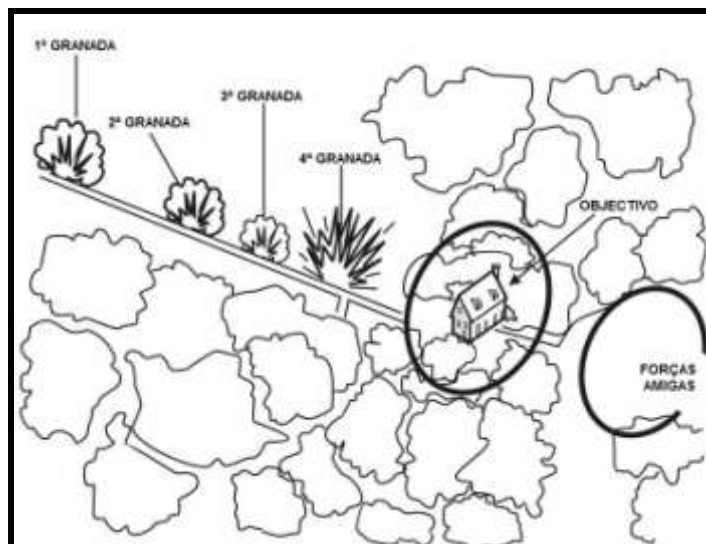 1ª GRANADA
2ª GRANADA
3ª GRANADA
4ª GRANADA
OBJECTIVO
FORÇAS
AMIGAS